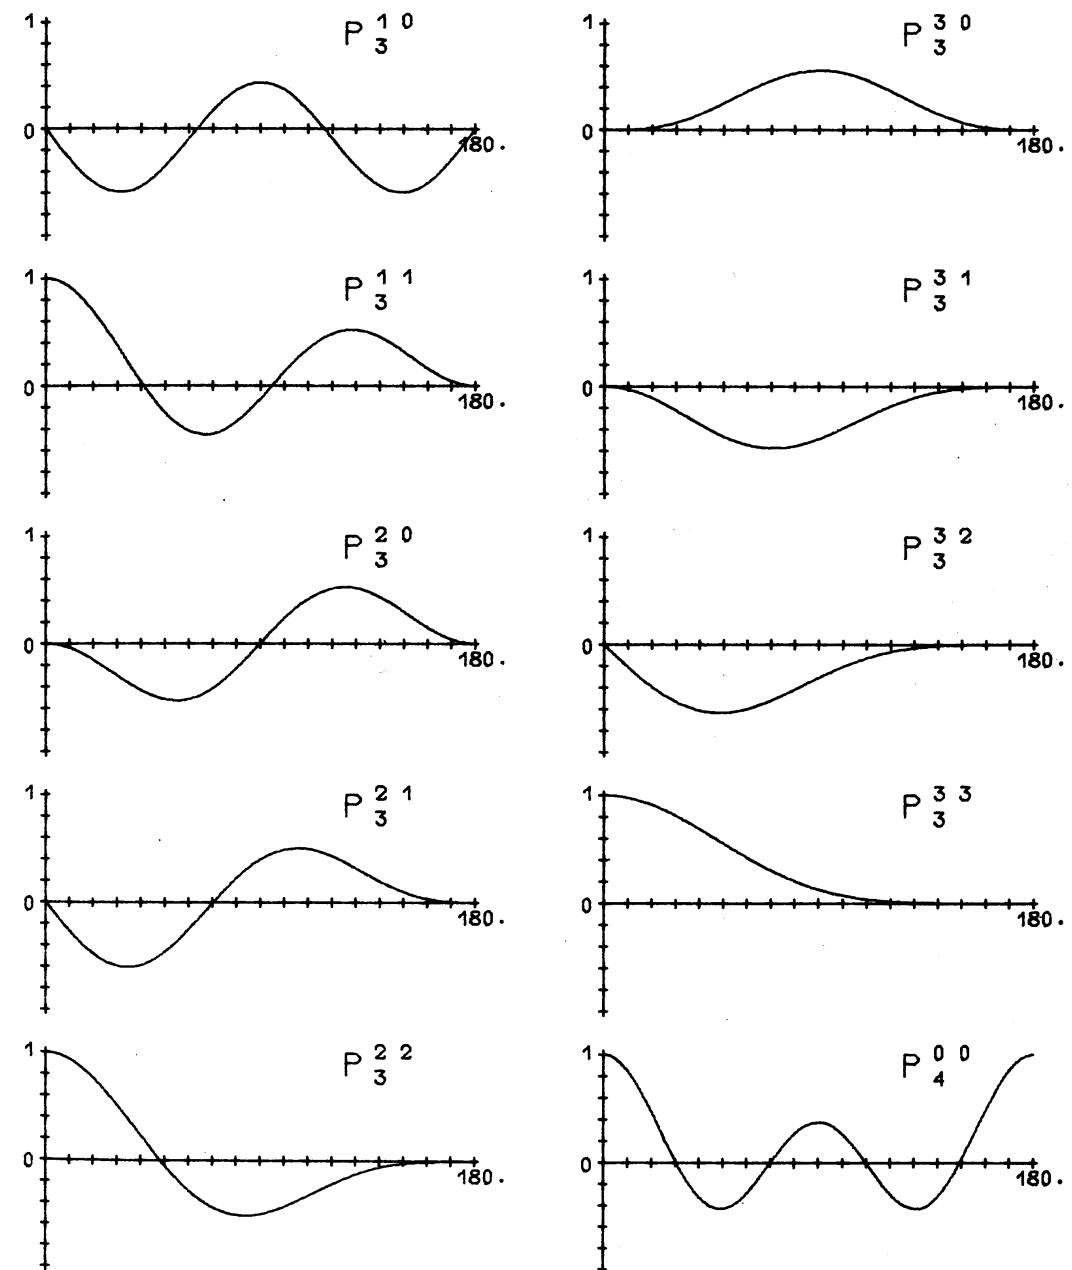 1 P 1 0 3
0 180.
1 P 1 1 3
0 180.
1 P 2 0 3
0 180.
1 P 2 1 3
0 180.
1 P 2 2 3
0 180.
1 P 3 0 3
0 180.
1 P 3 1 3
0 180.
1 P 3 2 3
0 180.
1 P 3 3 3
0 180.
1 P 0 0 4
0 180.